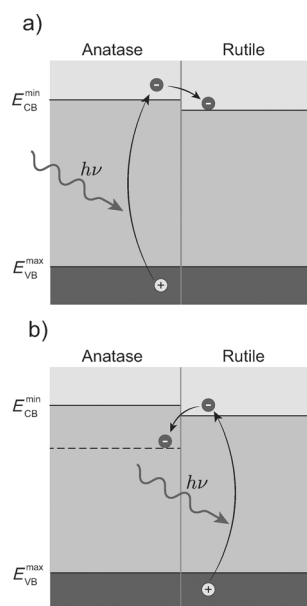 a)
Anatase Rutile
E_CB^min
hν
E_VB^max
b)
Anatase Rutile
E_CB^min
hν
E_VB^max